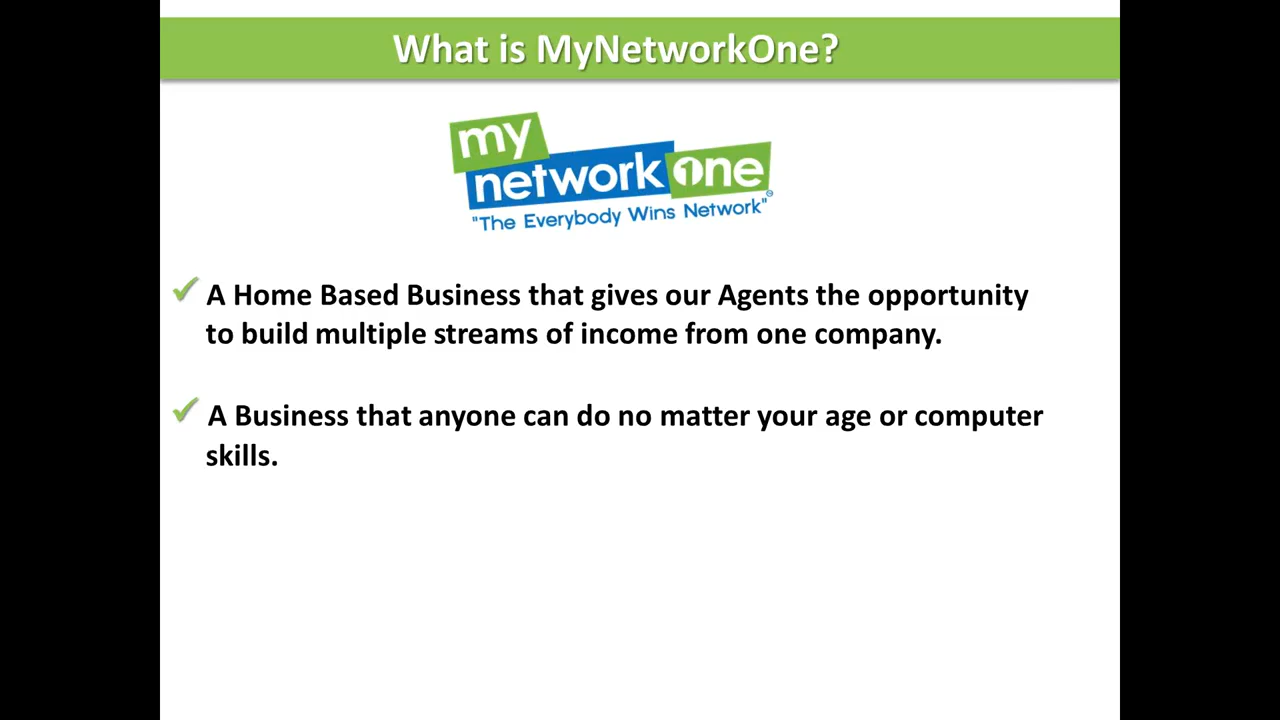 What is MyNetworkOne?
my
network one
"The Everybody Wins Network"
A Home Based Business that gives our Agents the opportunity
to build multiple streams of income from one company.
A Business that anyone can do no matter your age or computer
skills.